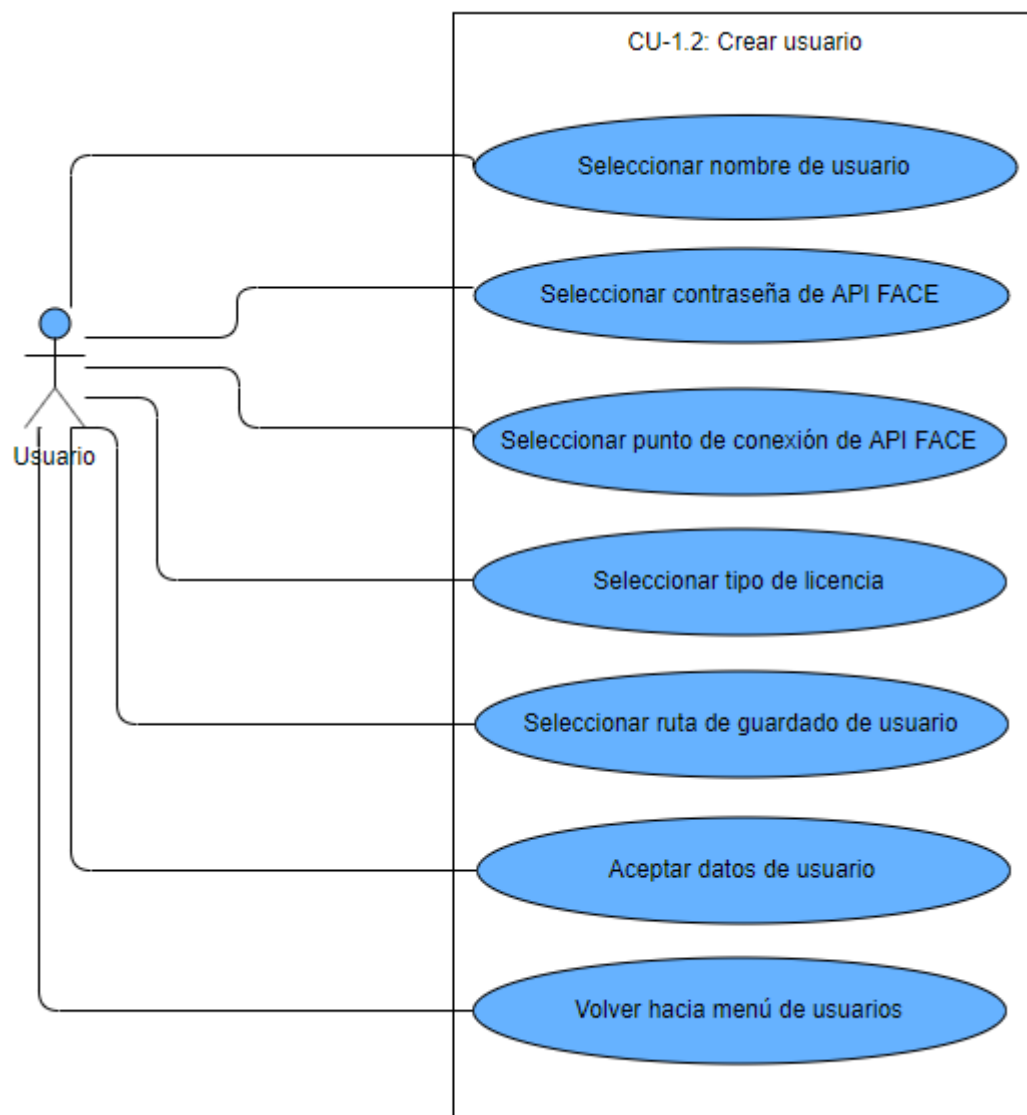 CU-1.2: Crear usuario
Seleccionar nombre de usuario
Seleccionar contraseña de API FACE
Seleccionar punto de conexión de API FACE
Usuario
Seleccionar tipo de licencia
Seleccionar ruta de guardado de usuario
Aceptar datos de usuario
Volver hacia menú de usuarios